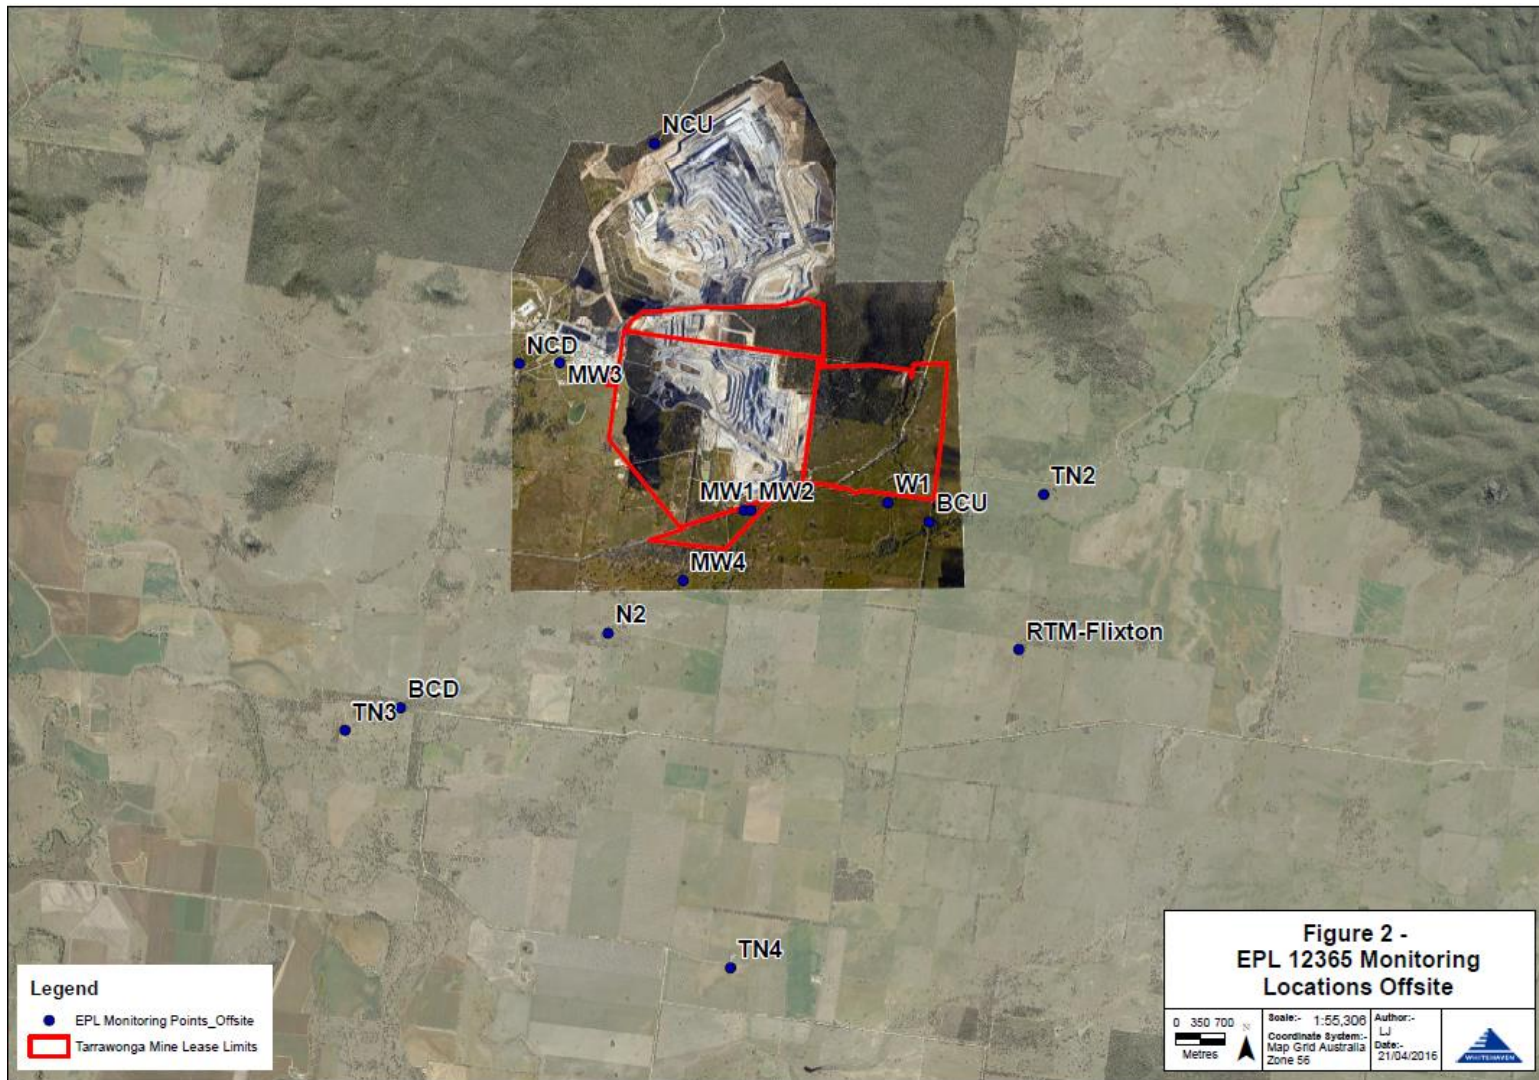 NCU
NCD
MW3
MW1 MW2
W1
TN2
BCU
MW4
N2
RTM-Flixton
BCD
TN3
TN4
Legend
EPL Monitoring Points_Offsite
Tarrawonga Mine Lease Limits
Figure 2 -
EPL 12365 Monitoring
Locations Offsite
0 350 700
Metres
N
Scale:- 1:55,306
Coordinate System:-
Map Grid Australia
Zone 56
Author:-
LJ
Date:-
21/04/2016
WHITEHAVEN